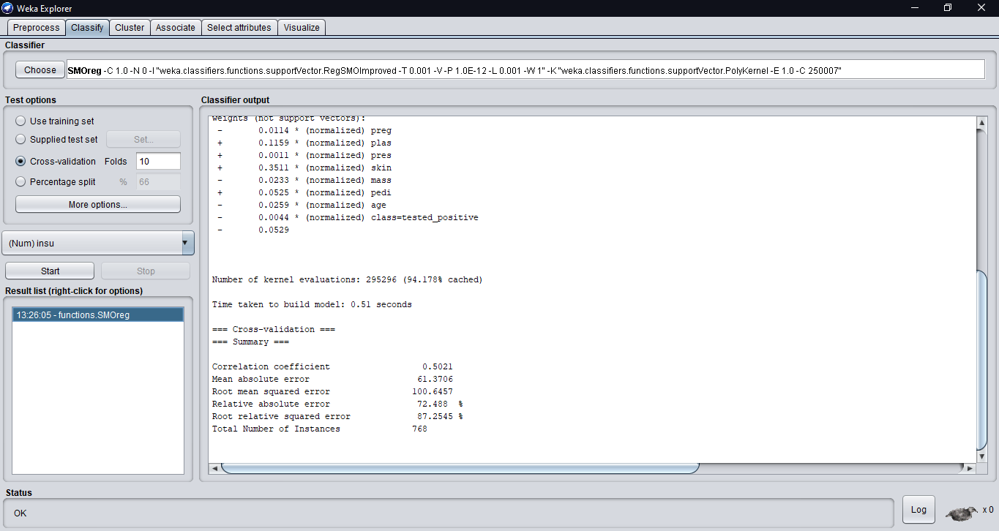 Weka Explorer
Preprocess Classify Cluster Associate Select attributes Visualize
Classifier
Choose SMOreg -C 1.0 -N 0 -I "weka.classifiers.functions.supportVector.RegSMOImproved -T 0.001 -V -P 1.0E-12 -L 0.001 -W 1" -K "weka.classifiers.functions.supportVector.PolyKernel -E 1.0 -C 250007"
Test options
Use training set
Supplied test set Set...
Cross-validation Folds 10
Percentage split % 66
More options...
(Num) insu
Start Stop
Result list (right-click for options)
13:26:05 - functions.SMOreg
Classifier output
weights (not support vectors):
- 0.0114 * (normalized) preg
+ 0.1159 * (normalized) plas
+ 0.0011 * (normalized) pres
+ 0.3511 * (normalized) skin
- 0.0233 * (normalized) mass
+ 0.0525 * (normalized) pedi
- 0.0259 * (normalized) age
- 0.0044 * (normalized) class=tested_positive
- 0.0529
Number of kernel evaluations: 295296 (94.178% cached)
Time taken to build model: 0.51 seconds
=== Cross-validation ===
=== Summary ===
Correlation coefficient 0.5021
Mean absolute error 61.3706
Root mean squared error 100.6457
Relative absolute error 72.488 %
Root relative squared error 87.2545 %
Total Number of Instances 768
Status
OK
Log x 0